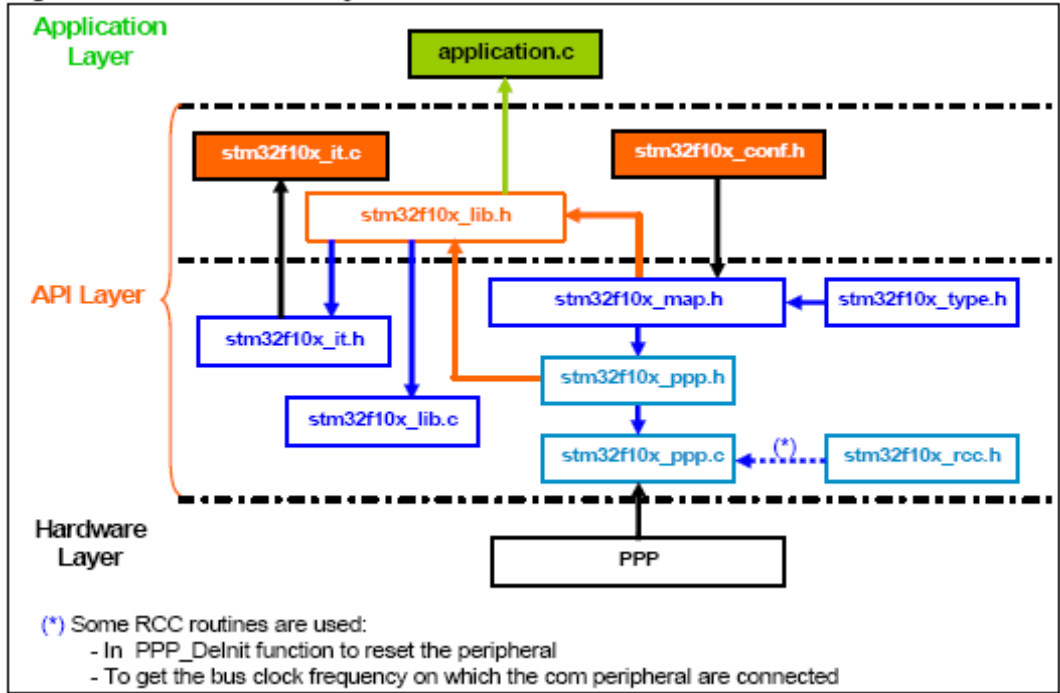 Application
Layer
application.c
stm32f10x_it.c
stm32f10x_conf.h
stm32f10x_lib.h
API Layer
stm32f10x_map.h
stm32f10x_type.h
stm32f10x_it.h
stm32f10x_ppp.h
stm32f10x_lib.c
stm32f10x_ppp.c
(*)
stm32f10x_rcc.h
Hardware
Layer
PPP
(*) Some RCC routines are used:
- In PPP_DeInit function to reset the peripheral
- To get the bus clock frequency on which the com peripheral are connected